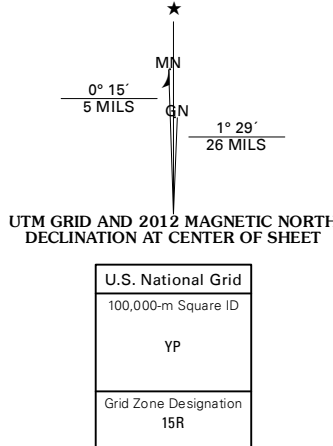 ★
MN
0° 15´
5 MILS
GN
1° 29´
26 MILS
UTM GRID AND 2012 MAGNETIC NORTH
DECLINATION AT CENTER OF SHEET
U.S. National Grid
100,000-m Square ID
YP
Grid Zone Designation
15R